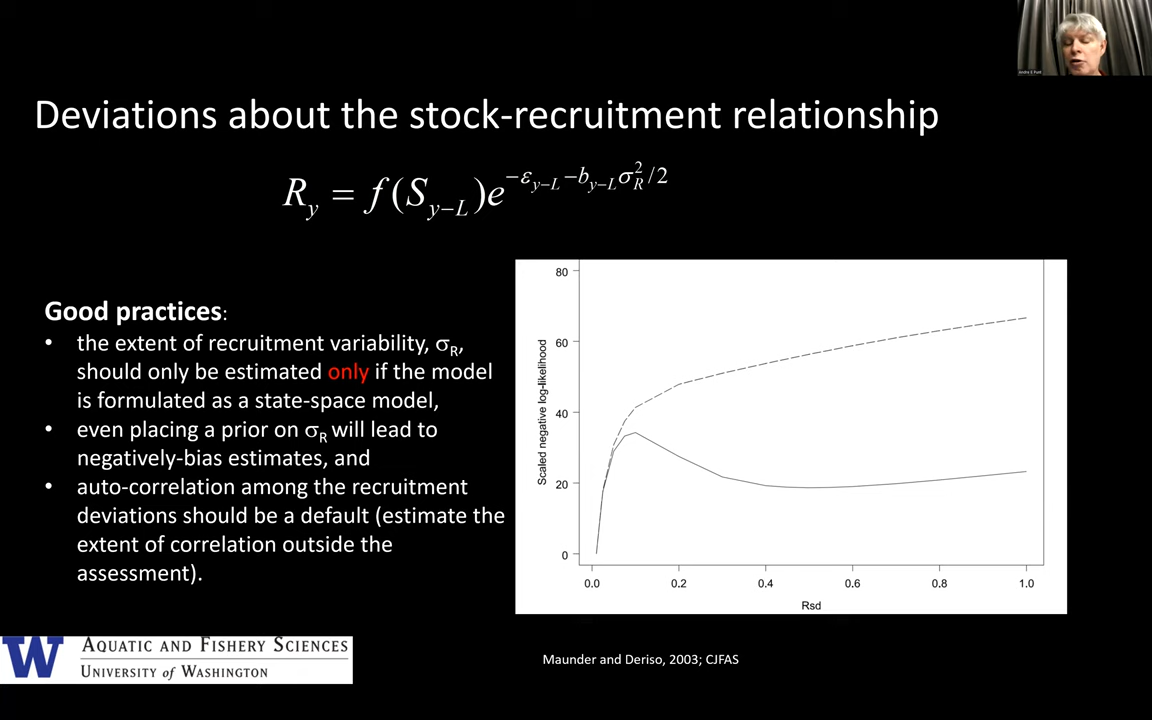 Andre E Punt
Deviations about the stock-recruitment relationship
R_y = f(S_{y-L})e^{-ε_{y-L}-b_{y-L}σ_R^2/2}
Good practices:
• the extent of recruitment variability, σ_R,
should only be estimated only if the model
is formulated as a state-space model,
• even placing a prior on σ_R will lead to
negatively-bias estimates, and
• auto-correlation among the recruitment
deviations should be a default (estimate the
extent of correlation outside the
assessment).
Scaled negative log-likelihood
80
60
40
20
0
0.0 0.2 0.4 0.6 0.8 1.0
Rsd
W
AQUATIC AND FISHERY SCIENCES
UNIVERSITY of WASHINGTON
Maunder and Deriso, 2003; CJFAS